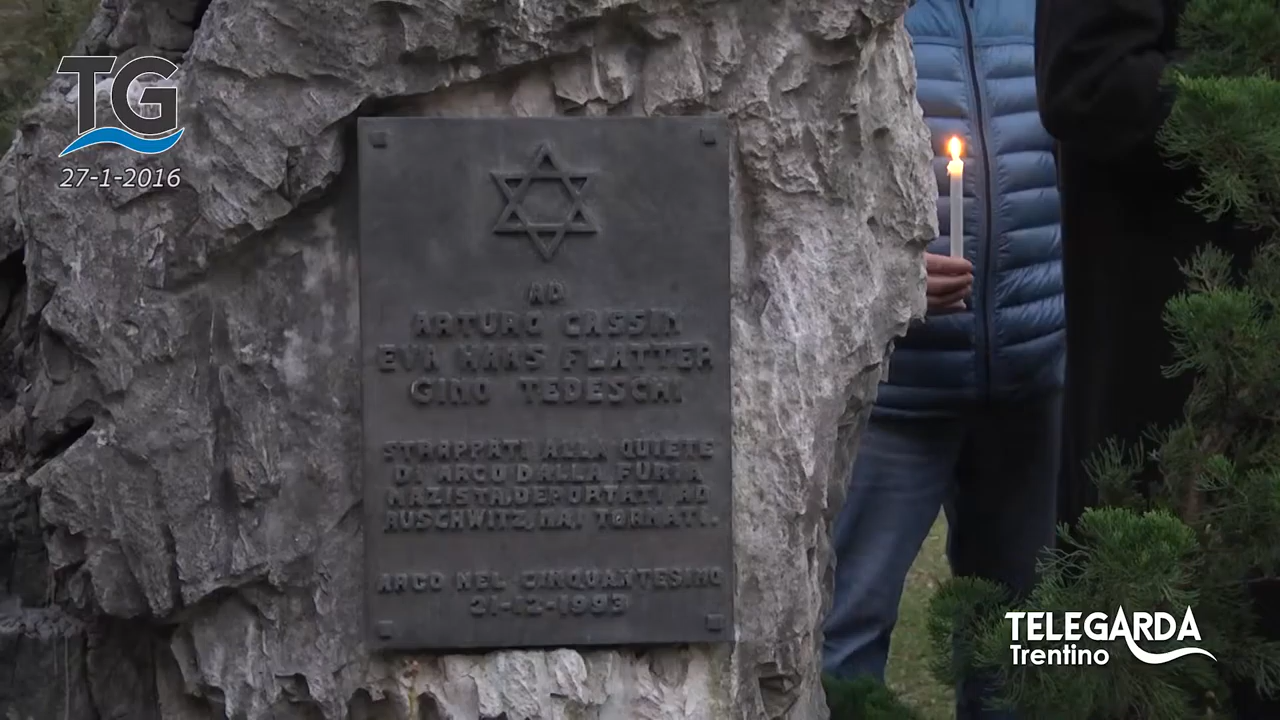 TG
27-1-2016
AD
ARTURO CASSIN
EVA HAAS FLATTER
GINO TEDESCHI
STRAPPATI ALLA QUIETE
DI ARCO DALLA FURIA
NAZISTA, DEPORTATI AD
AUSCHWITZ, MAI TORNATI.
ARCO NEL CINQUANTESIMO
21-12-1993
TELEGARDA
Trentino